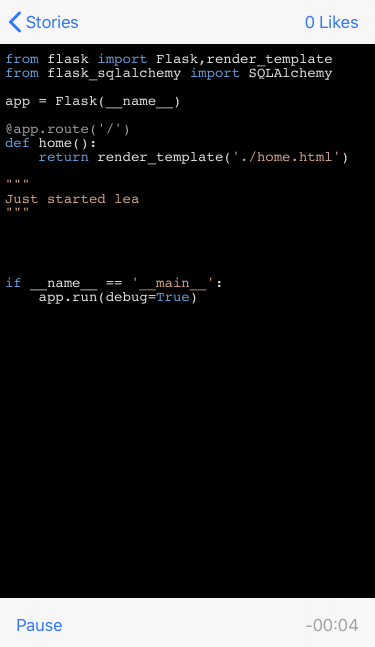 Stories
0 Likes
from flask import Flask,render_template
from flask_sqlalchemy import SQLAlchemy
app = Flask(__name__)
@app.route('/')
def home():
    return render_template('./home.html')
"""
Just started lea
"""
if __name__ == '__main__':
    app.run(debug=True)
Pause
-00:04